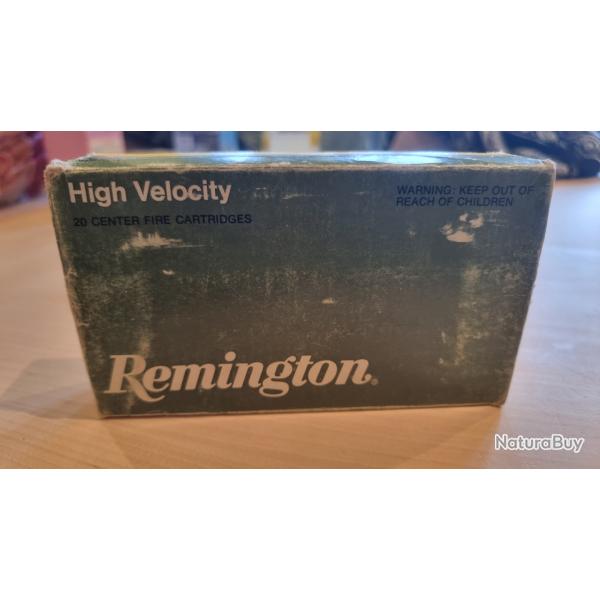 High Velocity
20 CENTER FIRE CARTRIDGES
WARNING: KEEP OUT OF
REACH OF CHILDREN
Remington®
NaturaBuy